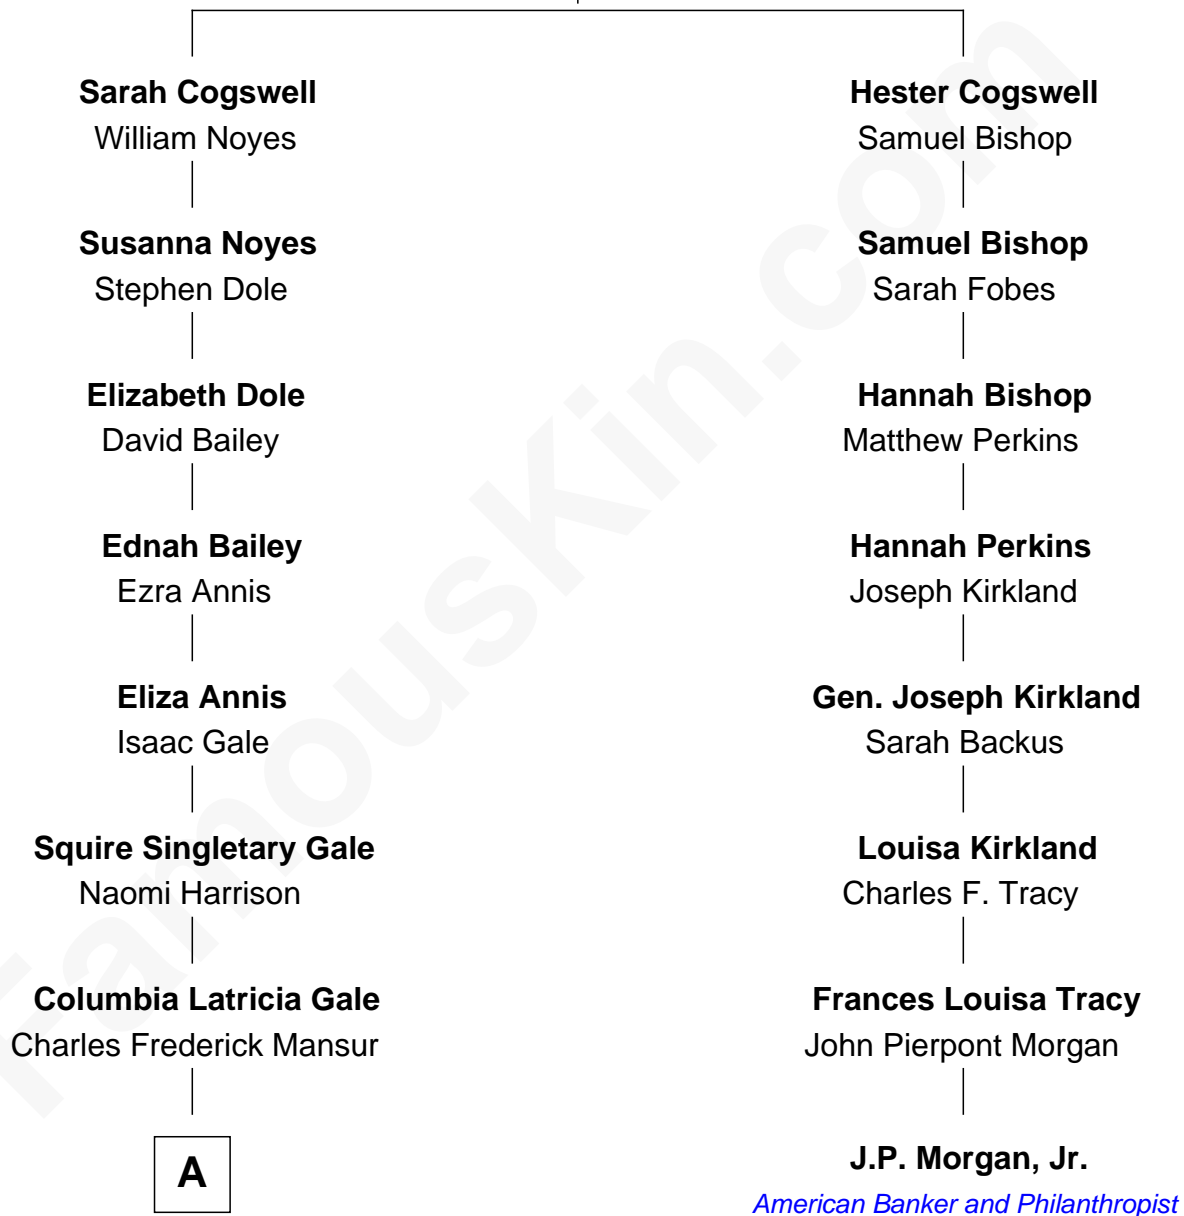 Sarah Cogswell
William Noyes
Susanna Noyes
Stephen Dole
Elizabeth Dole
David Bailey
Ednah Bailey
Ezra Annis
Eliza Annis
Isaac Gale
Squire Singletary Gale
Naomi Harrison
Columbia Latricia Gale
Charles Frederick Mansur
A
Hester Cogswell
Samuel Bishop
Samuel Bishop
Sarah Fobes
Hannah Bishop
Matthew Perkins
Hannah Perkins
Joseph Kirkland
Gen. Joseph Kirkland
Sarah Backus
Louisa Kirkland
Charles F. Tracy
Frances Louisa Tracy
John Pierpont Morgan
J.P. Morgan, Jr.
American Banker and Philanthropist
FamousKin.com